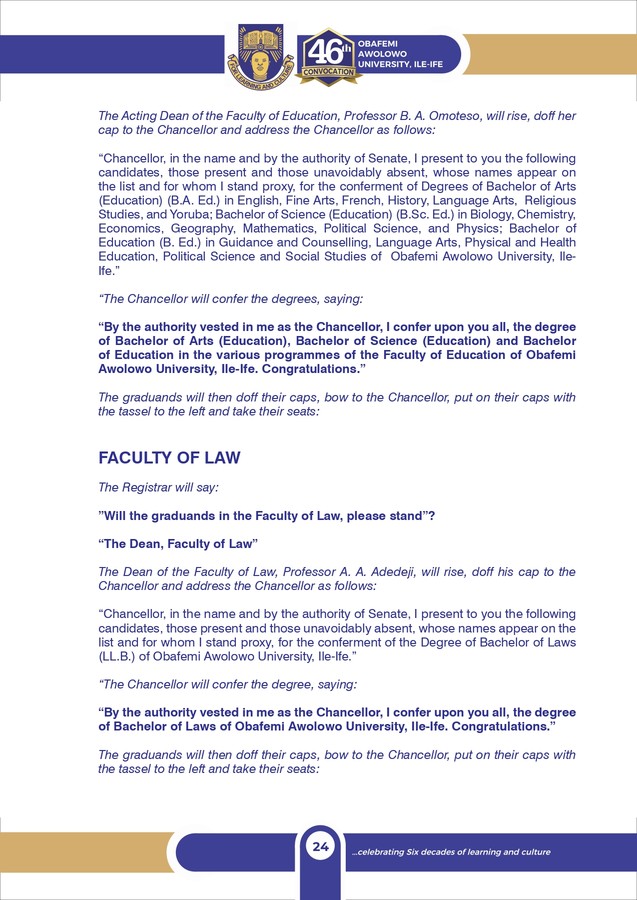 FOR LEARNING AND CULTURE
46th
CONVOCATION
OBAFEMI
AWOLOWO
UNIVERSITY, ILE-IFE
The Acting Dean of the Faculty of Education, Professor B. A. Omoteso, will rise, doff her
cap to the Chancellor and address the Chancellor as follows:
“Chancellor, in the name and by the authority of Senate, I present to you the following
candidates, those present and those unavoidably absent, whose names appear on
the list and for whom I stand proxy, for the conferment of Degrees of Bachelor of Arts
(Education) (B.A. Ed.) in English, Fine Arts, French, History, Language Arts, Religious
Studies, and Yoruba; Bachelor of Science (Education) (B.Sc. Ed.) in Biology, Chemistry,
Economics, Geography, Mathematics, Political Science, and Physics; Bachelor of
Education (B. Ed.) in Guidance and Counselling, Language Arts, Physical and Health
Education, Political Science and Social Studies of Obafemi Awolowo University, Ile-
Ife.”
“The Chancellor will confer the degrees, saying:
“By the authority vested in me as the Chancellor, I confer upon you all, the degree
of Bachelor of Arts (Education), Bachelor of Science (Education) and Bachelor
of Education in the various programmes of the Faculty of Education of Obafemi
Awolowo University, Ile-Ife. Congratulations.”
The graduands will then doff their caps, bow to the Chancellor, put on their caps with
the tassel to the left and take their seats:
FACULTY OF LAW
The Registrar will say:
”Will the graduands in the Faculty of Law, please stand”?
“The Dean, Faculty of Law”
The Dean of the Faculty of Law, Professor A. A. Adedeji, will rise, doff his cap to the
Chancellor and address the Chancellor as follows:
“Chancellor, in the name and by the authority of Senate, I present to you the following
candidates, those present and those unavoidably absent, whose names appear on the
list and for whom I stand proxy, for the conferment of the Degree of Bachelor of Laws
(LL.B.) of Obafemi Awolowo University, Ile-Ife.”
“The Chancellor will confer the degree, saying:
“By the authority vested in me as the Chancellor, I confer upon you all, the degree
of Bachelor of Laws of Obafemi Awolowo University, Ile-Ife. Congratulations.”
The graduands will then doff their caps, bow to the Chancellor, put on their caps with
the tassel to the left and take their seats:
24
...celebrating Six decades of learning and culture